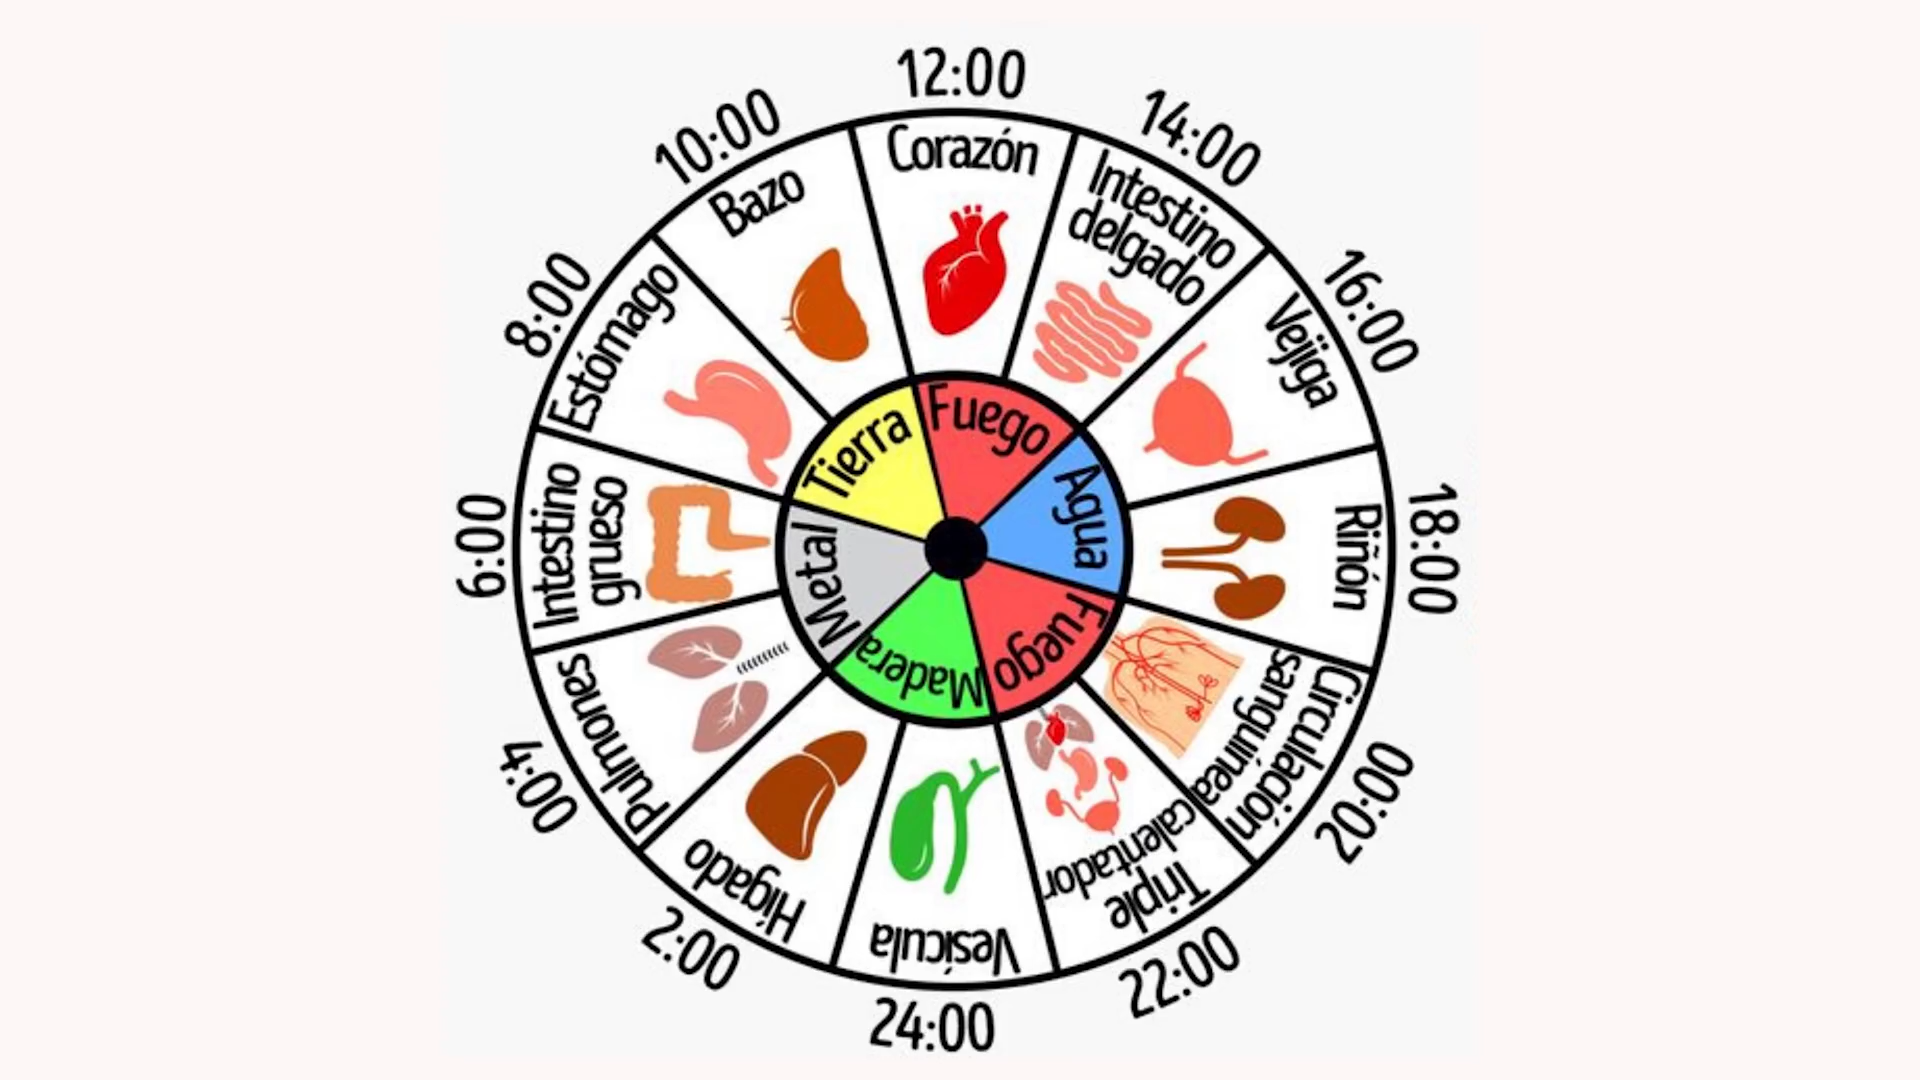 12:00
Corazón
14:00
Intestino
delgado
16:00
Vejiga
18:00
Riñón
20:00
Circulación
sanguínea
22:00
Triple
calentador
24:00
Vesícula
2:00
Hígado
4:00
Pulmones
6:00
Intestino
grueso
8:00
Estómago
10:00
Bazo
Fuego
Agua
Fuego
Madera
Metal
Tierra